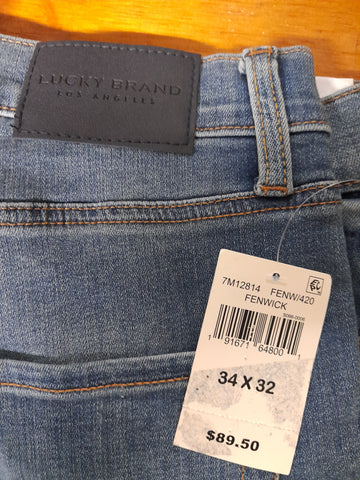 LUCKY BRAND
LOS ANGELES
7M12814 FENW/420
FENWICK
1 91671 64800 1
34 X 32
$89.50